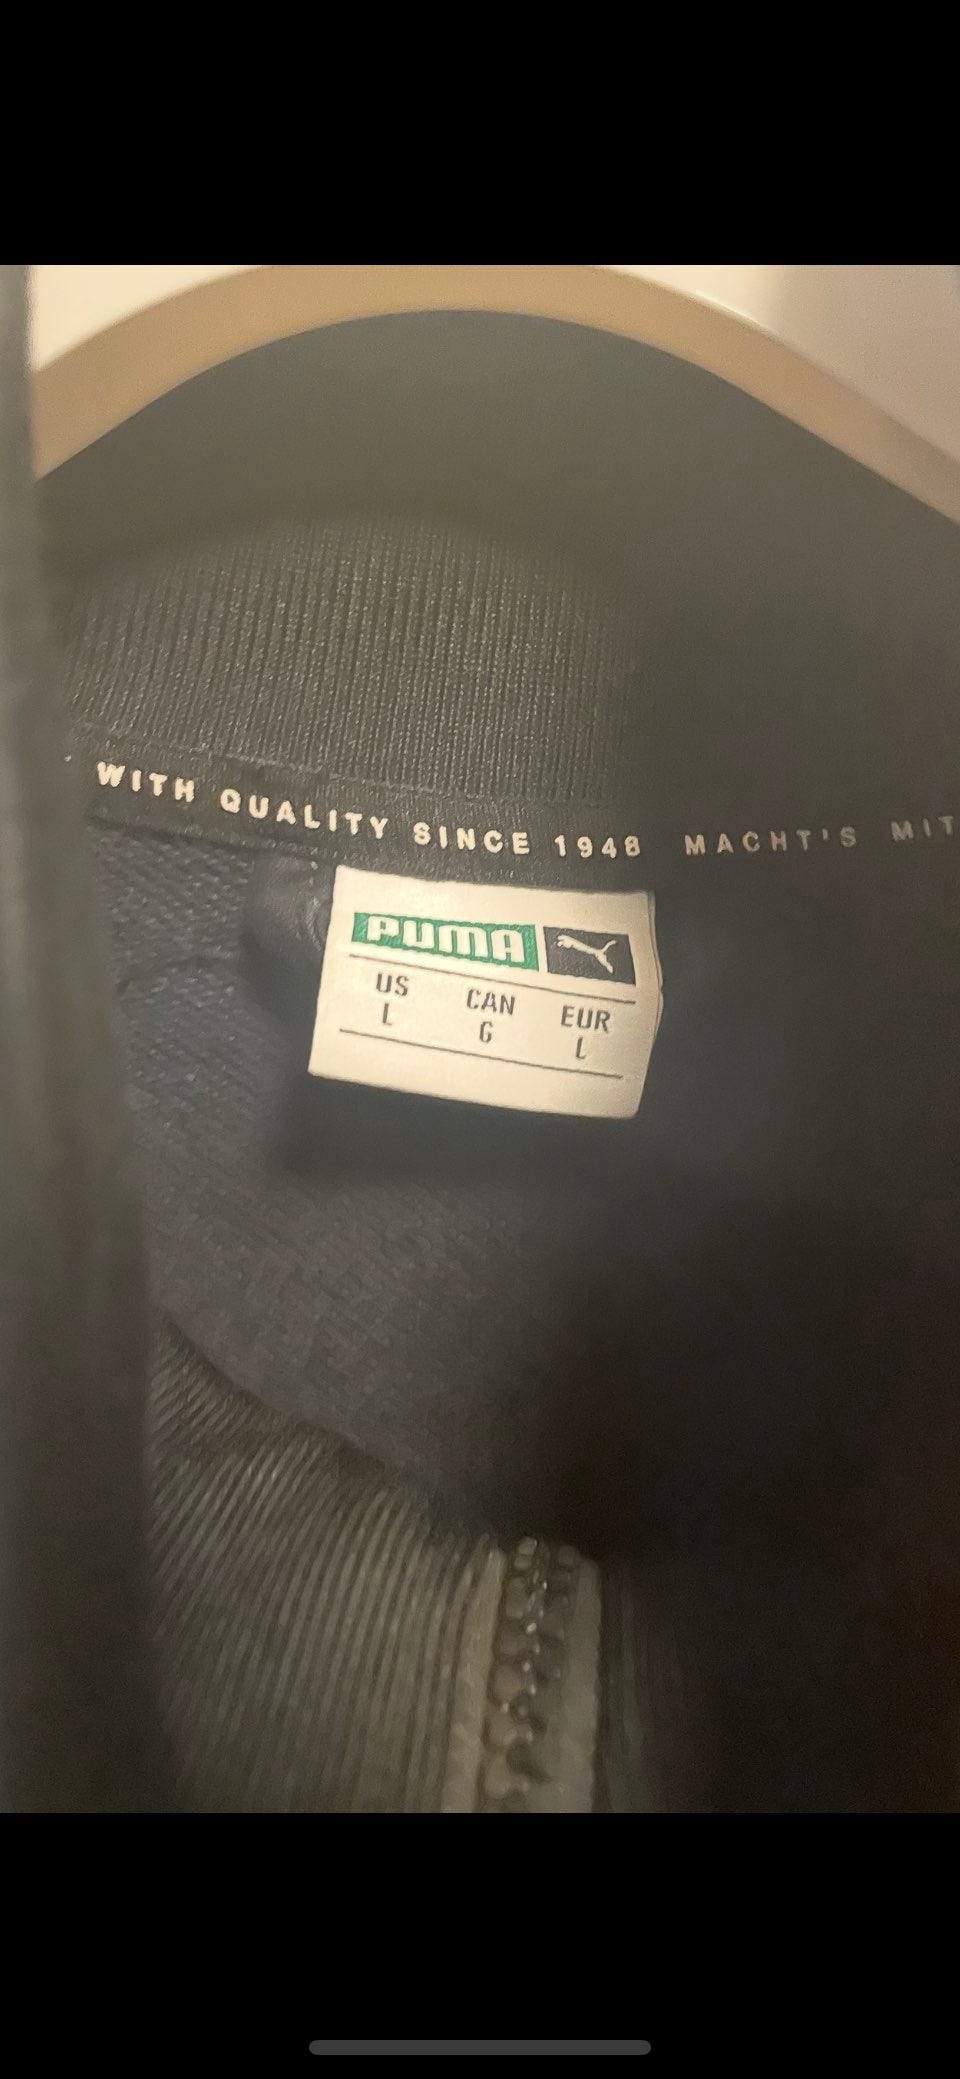 WITH QUALITY SINCE 1948 MACHT'S MIT
PUMA
US CAN EUR
L G L